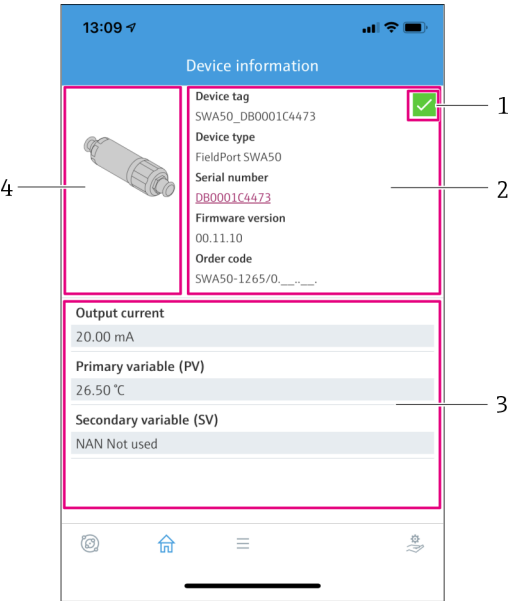 13:09
Device information
Device tag
SWA50_DB0001C4473
Device type
FieldPort SWA50
Serial number
DB0001C4473
Firmware version
00.11.10
Order code
SWA50-1265/0.__..__.
Output current
20.00 mA
Primary variable (PV)
26.50 °C
Secondary variable (SV)
NAN Not used
1
2
3
4